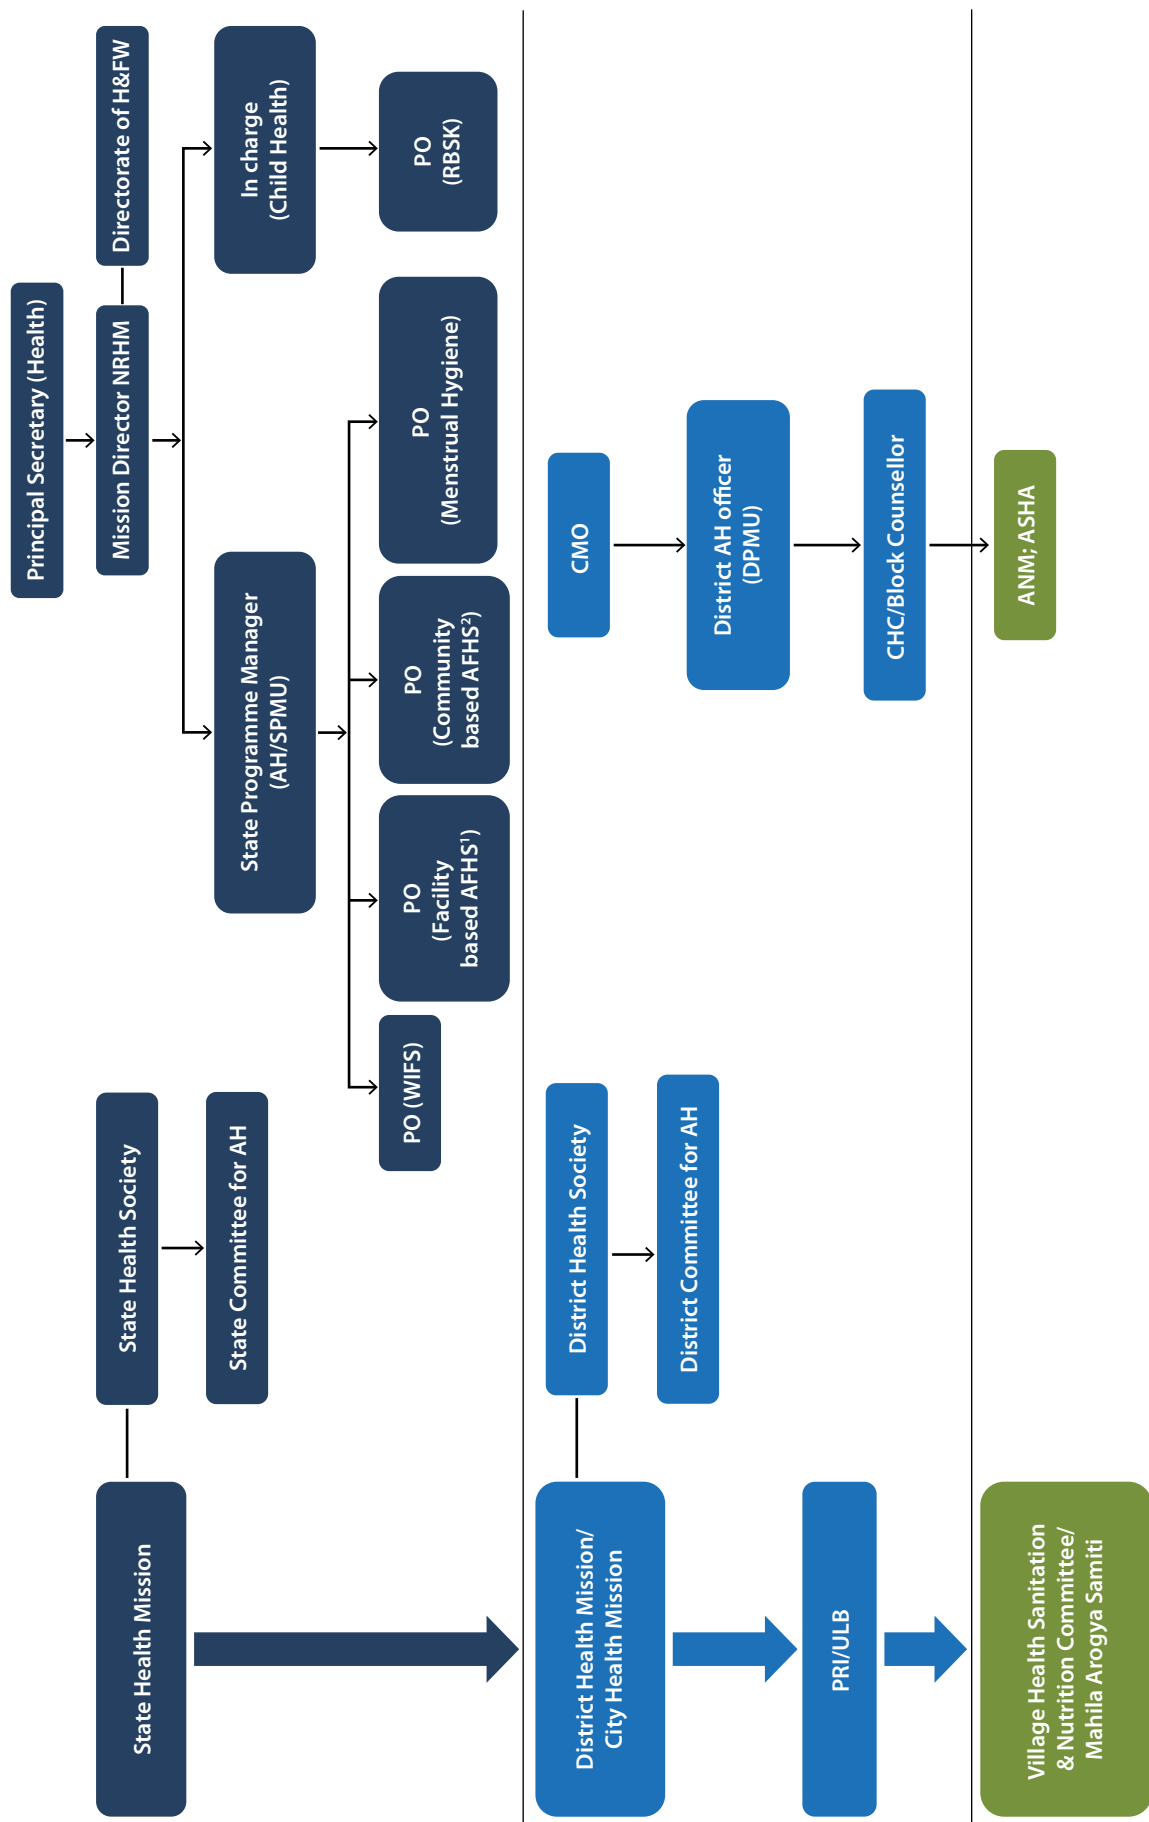 Principal Secretary (Health)
Mission Director NRHM
Directorate of H&FW
State Health Mission
State Health Society
State Committee for AH
State Programme Manager
(AH/SPMU)
In charge
(Child Health)
PO (WIFS)
PO
(Facility
based AFHS¹)
PO
(Community
based AFHS²)
PO
(Menstrual Hygiene)
PO
(RBSK)
District Health Mission/
City Health Mission
District Health Society
District Committee for AH
CMO
District AH officer
(DPMU)
PRI/ULB
CHC/Block Counsellor
Village Health Sanitation
& Nutrition Committee/
Mahila Arogya Samiti
ANM; ASHA